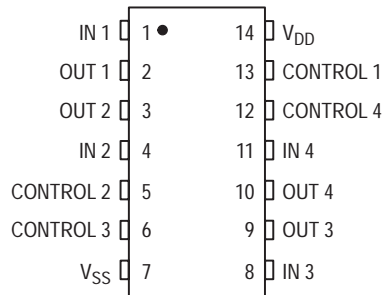 IN 1 1 14 V_DD
OUT 1 2 13 CONTROL 1
OUT 2 3 12 CONTROL 4
IN 2 4 11 IN 4
CONTROL 2 5 10 OUT 4
CONTROL 3 6 9 OUT 3
V_SS 7 8 IN 3